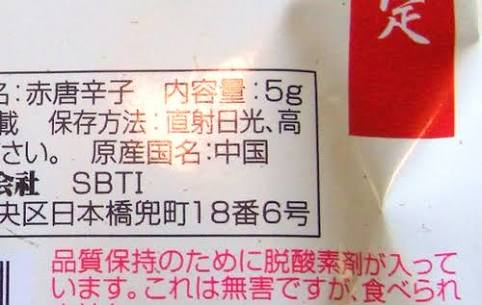 定
名:赤唐辛子 内容量:5g
載 保存方法:直射日光、高
ださい。 原産国名:中国
会社 SBTI
央区日本橋兜町18番6号
品質保持のために脱酸素剤が入って
います。これは無害ですが、食べられ